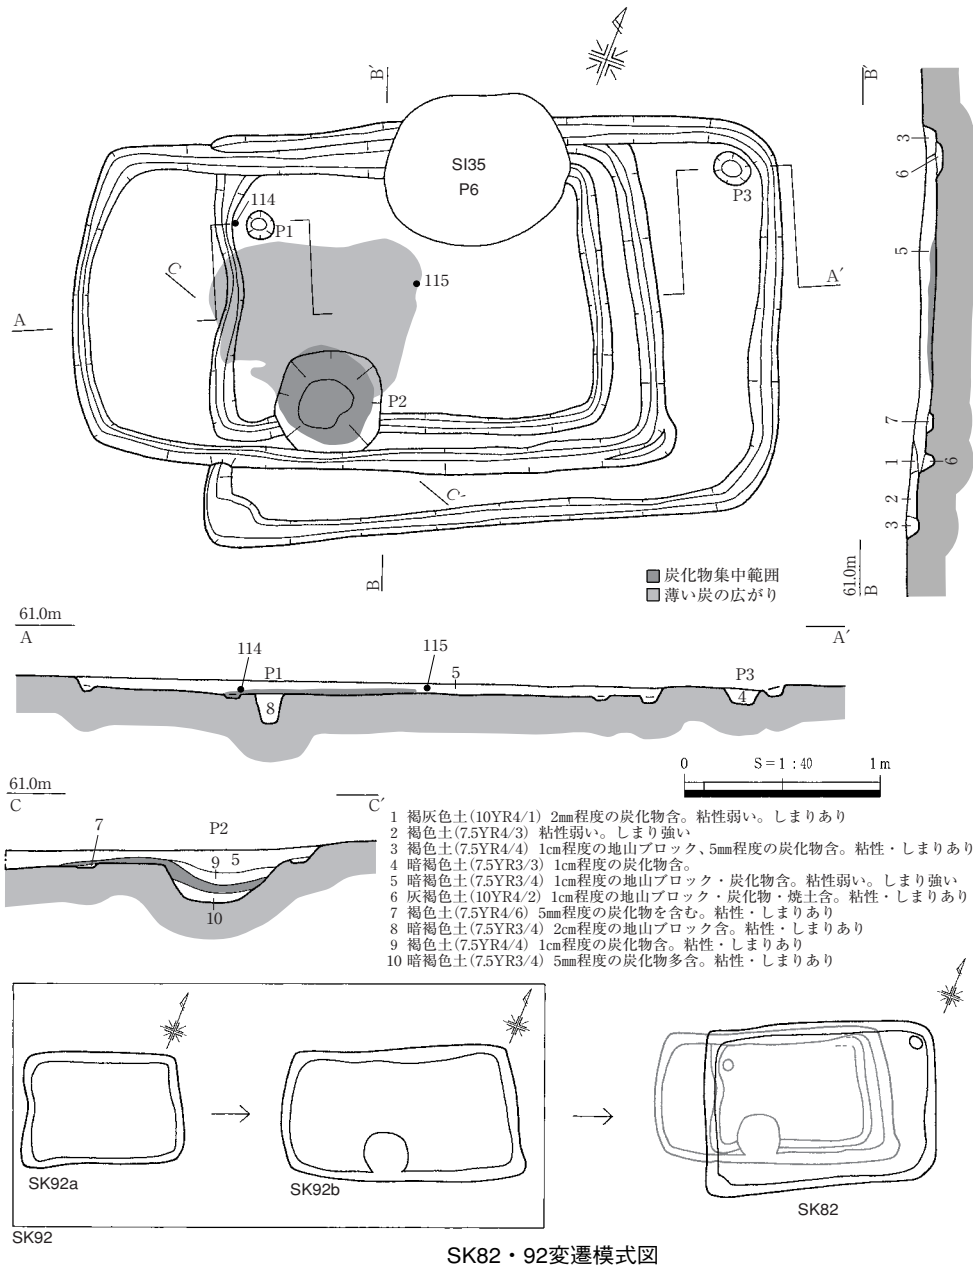 B′
B′
SI35
P6
3
6
114
P1
P3
5
C
115
A′
A
P2
7
1
6
2
3
C′
B
61.0m
B
炭化物集中範囲
薄い炭の広がり
61.0m
A
A′
114
P1
115
5
P3
8
4
0 S=1:40 1m
61.0m
C
C′
7
P2
9
5
10
1 褐灰色土(10YR4/1) 2㎜程度の炭化物含。粘性弱い。しまりあり
2 褐色土(7.5YR4/3) 粘性弱い。しまり強い
3 褐色土(7.5YR4/4) 1㎝程度の地山ブロック、5㎜程度の炭化物含。粘性・しまりあり
4 暗褐色土(7.5YR3/3) 1㎝程度の炭化物含。
5 暗褐色土(7.5YR3/4) 1㎝程度の地山ブロック・炭化物含。粘性弱い。しまり強い
6 灰褐色土(10YR4/2) 1㎝程度の地山ブロック・炭化物・焼土含。粘性・しまりあり
7 褐色土(7.5YR4/6) 5㎜程度の炭化物を含む。粘性・しまりあり
8 暗褐色土(7.5YR3/4) 2㎝程度の地山ブロック含。粘性・しまりあり
9 褐色土(7.5YR4/4) 1㎝程度の炭化物含。粘性・しまりあり
10 暗褐色土(7.5YR3/4) 5㎜程度の炭化物多含。粘性・しまりあり
SK92a
SK92b
SK82
SK92
SK82・92変遷模式図